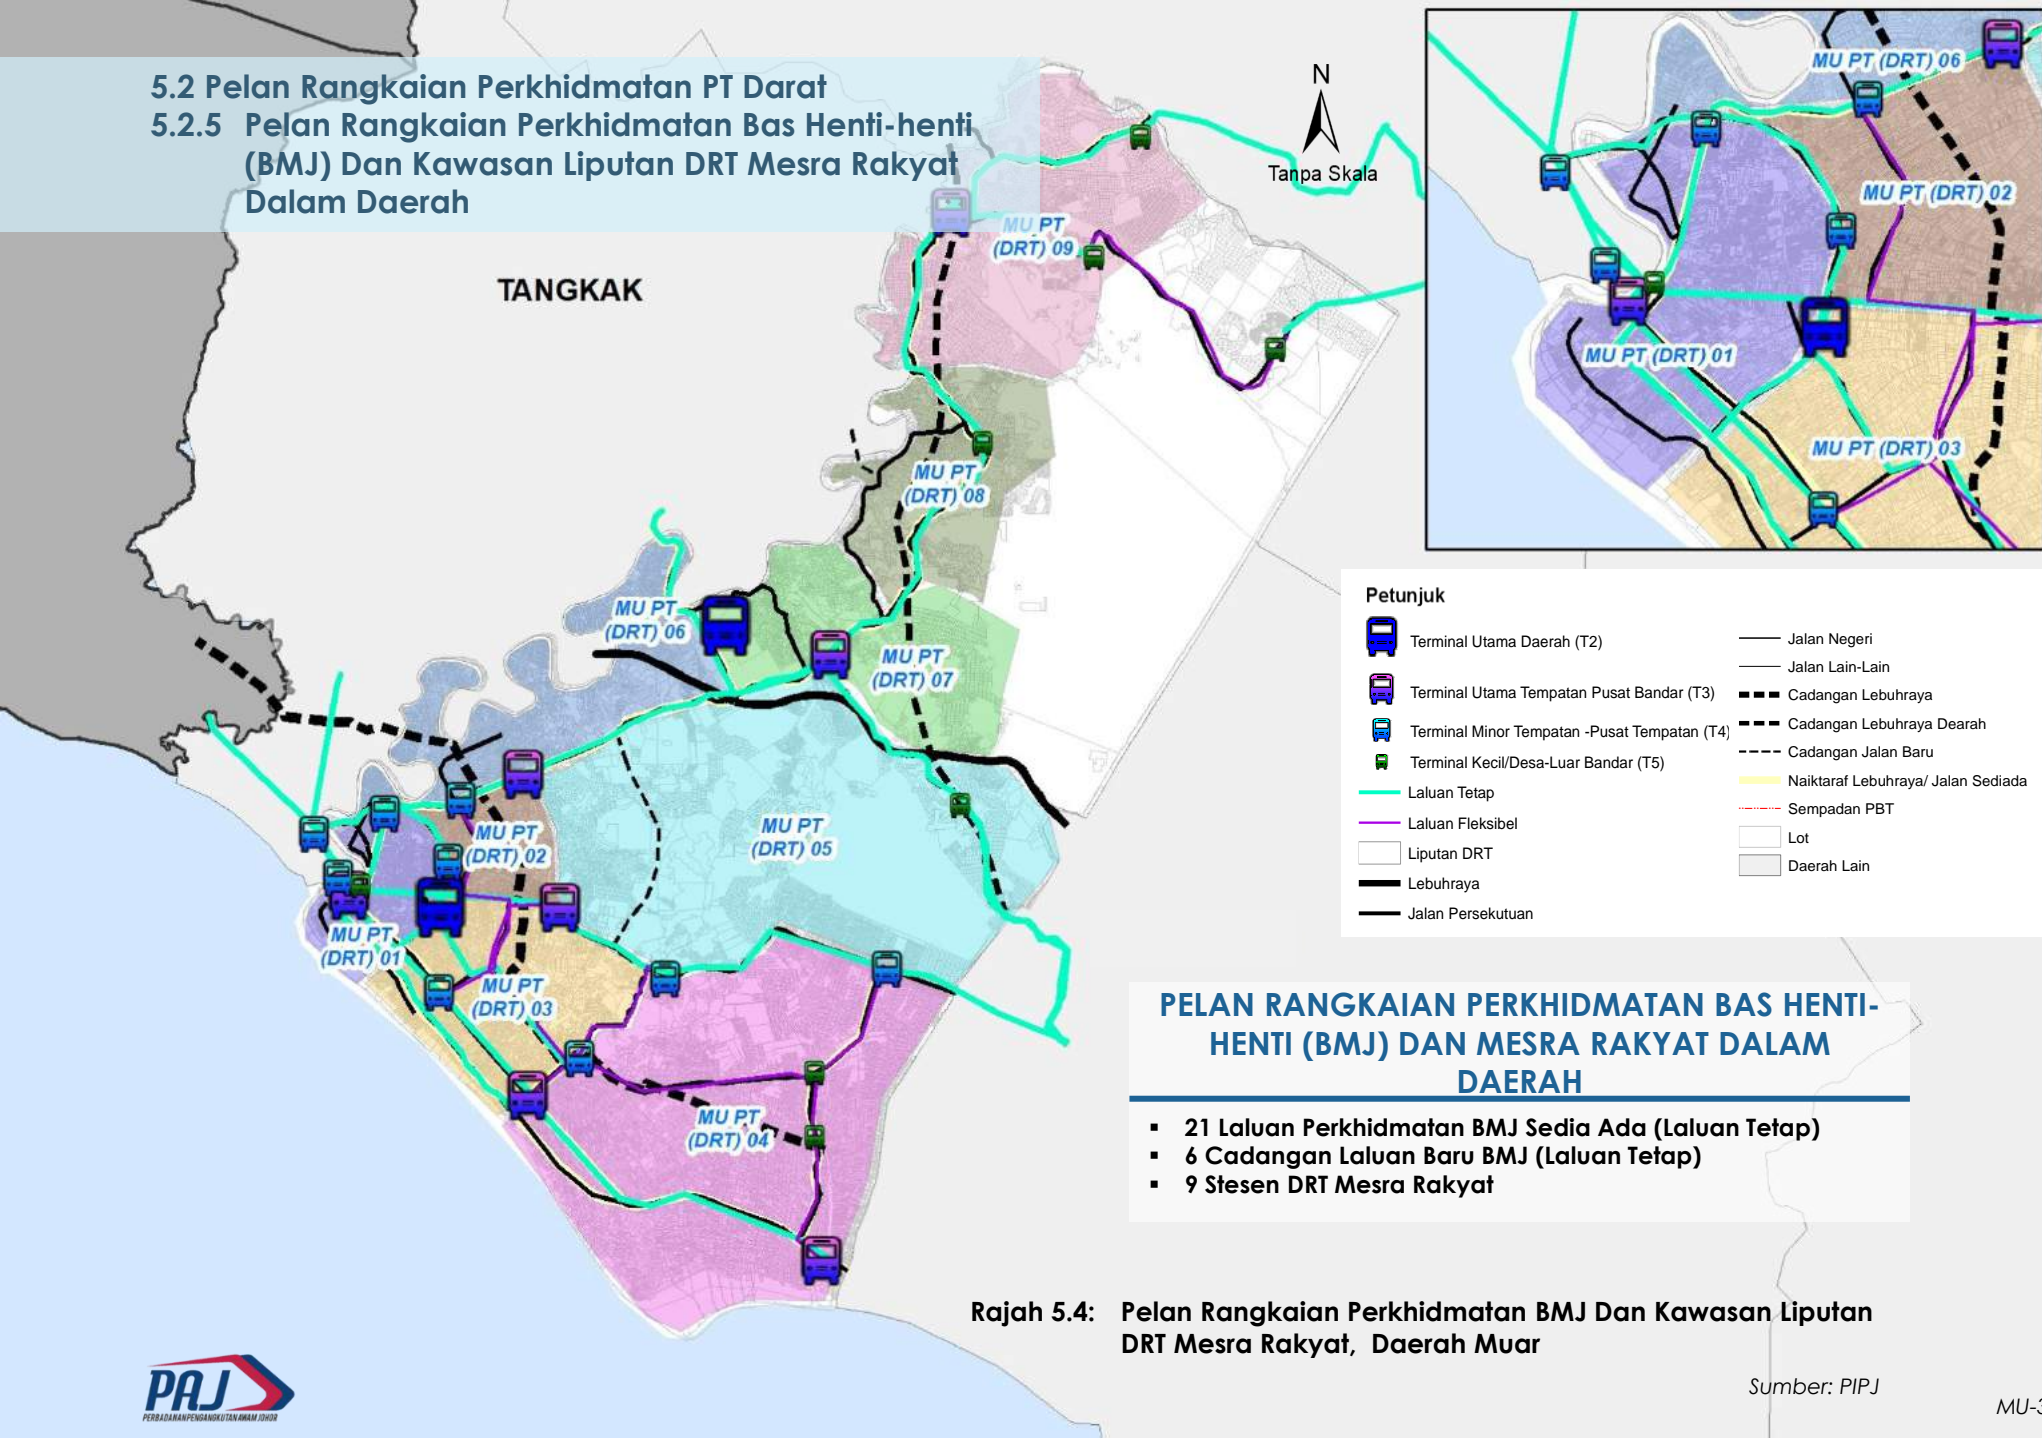 5.2 Pelan Rangkaian Perkhidmatan PT Darat
5.2.5 Pelan Rangkaian Perkhidmatan Bas Henti-henti
(BMJ) Dan Kawasan Liputan DRT Mesra Rakyat
Dalam Daerah
N
Tanpa Skala
TANGKAK
MU PT
(DRT) 09
MU PT
(DRT) 08
MU PT
(DRT) 06
MU PT
(DRT) 07
MU PT
(DRT) 05
MU PT
(DRT) 02
MU PT
(DRT) 01
MU PT
(DRT) 03
MU PT
(DRT) 04
MU PT (DRT) 06
MU PT (DRT) 02
MU PT (DRT) 01
MU PT (DRT) 03
Petunjuk
Terminal Utama Daerah (T2)
Terminal Utama Tempatan Pusat Bandar (T3)
Terminal Minor Tempatan -Pusat Tempatan (T4)
Terminal Kecil/Desa-Luar Bandar (T5)
Laluan Tetap
Laluan Fleksibel
Liputan DRT
Lebuhraya
Jalan Persekutuan
Jalan Negeri
Jalan Lain-Lain
Cadangan Lebuhraya
Cadangan Lebuhraya Dearah
Cadangan Jalan Baru
Naiktaraf Lebuhraya/ Jalan Sediada
Sempadan PBT
Lot
Daerah Lain
PELAN RANGKAIAN PERKHIDMATAN BAS HENTI-
HENTI (BMJ) DAN MESRA RAKYAT DALAM
DAERAH
▪ 21 Laluan Perkhidmatan BMJ Sedia Ada (Laluan Tetap)
▪ 6 Cadangan Laluan Baru BMJ (Laluan Tetap)
▪ 9 Stesen DRT Mesra Rakyat
Rajah 5.4: Pelan Rangkaian Perkhidmatan BMJ Dan Kawasan Liputan
DRT Mesra Rakyat, Daerah Muar
Sumber: PIPJ
MU-3
PAJ
PERBADANAN PENGANGKUTAN AWAM JOHOR